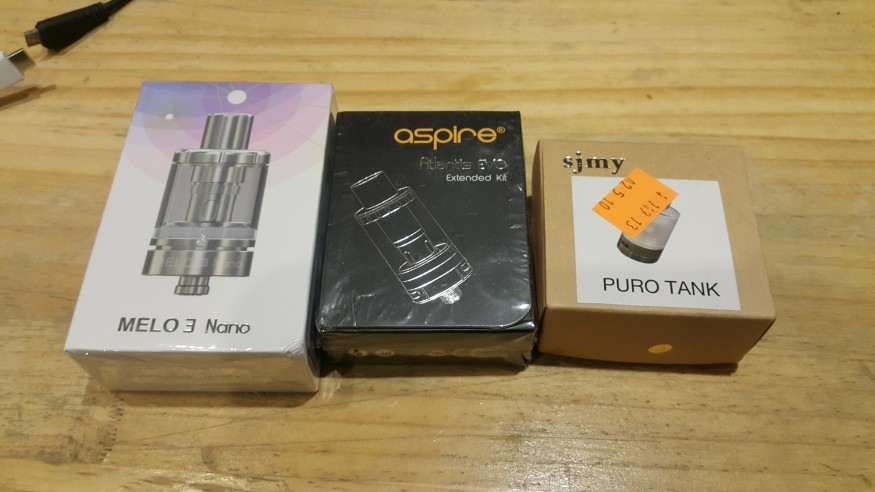 MELO 3 Nano
aspire®
Atlantis EVO
Extended Kit
sjmy
PURO TANK